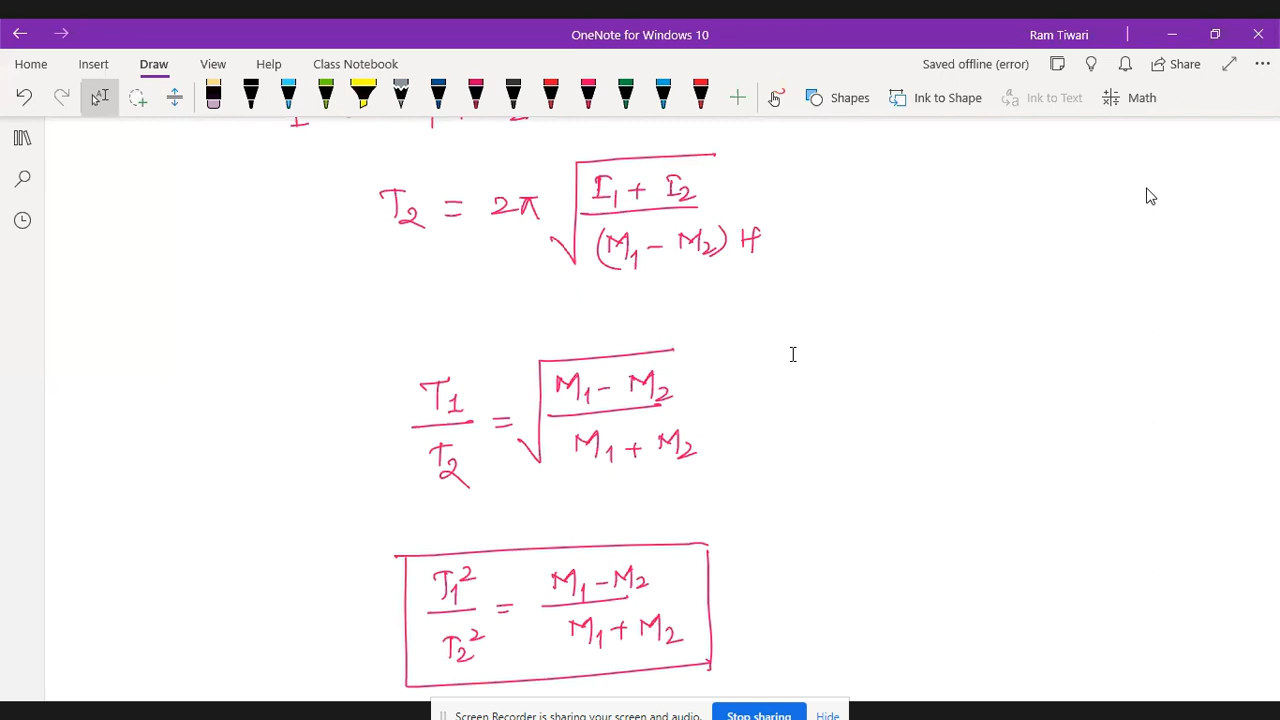 OneNote for Windows 10
Ram Tiwari
Home Insert Draw View Help Class Notebook
Saved offline (error)
Share
Shapes
Ink to Shape
Ink to Text
Math
T₂ = 2π √((I₁ + I₂)/((M₁ − M₂) H))
T₁/T₂ = √((M₁ − M₂)/(M₁ + M₂))
T₁²/T₂² = (M₁ − M₂)/(M₁ + M₂)
Screen Recorder is sharing your screen and audio. Stop sharing Hide